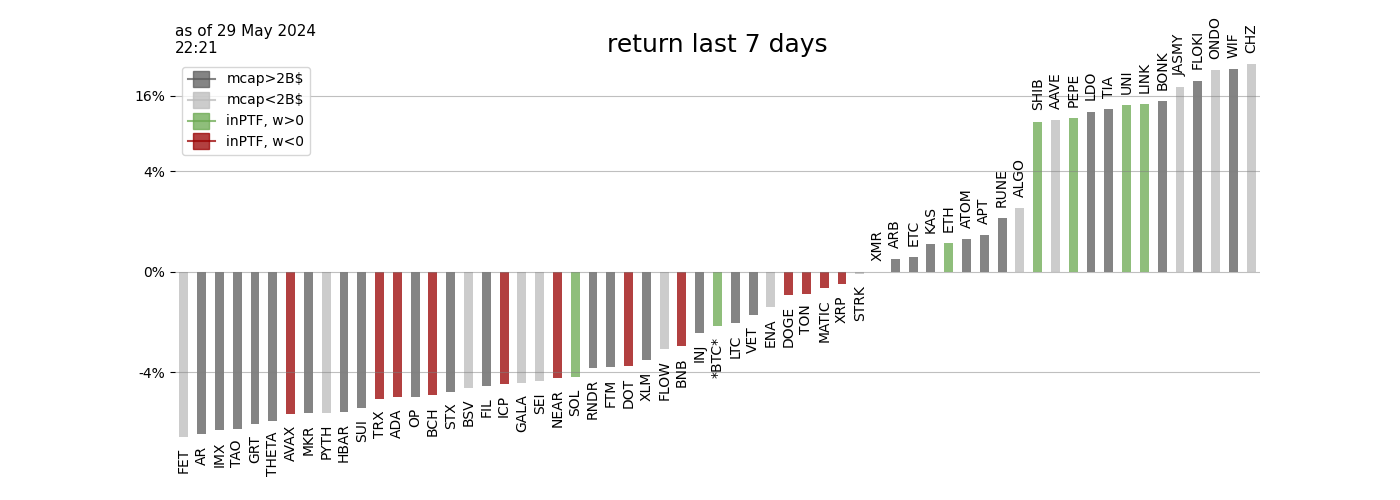 as of 29 May 2024
22:21
return last 7 days
mcap>2B$
mcap<2B$
inPTF, w>0
inPTF, w<0
16%
4%
0%
-4%
FET
AR
IMX
TAO
GRT
THETA
AVAX
MKR
PYTH
HBAR
SUI
TRX
ADA
OP
BCH
STX
BSV
FIL
ICP
GALA
SEI
NEAR
SOL
RNDR
FTM
DOT
XLM
FLOW
BNB
INJ
*BTC*
LTC
VET
ENA
DOGE
TON
MATIC
XRP
STRK
XMR
ARB
ETC
KAS
ETH
ATOM
APT
RUNE
ALGO
SHIB
AAVE
PEPE
LDO
TIA
UNI
LINK
BONK
JASMY
FLOKI
ONDO
WIF
CHZ